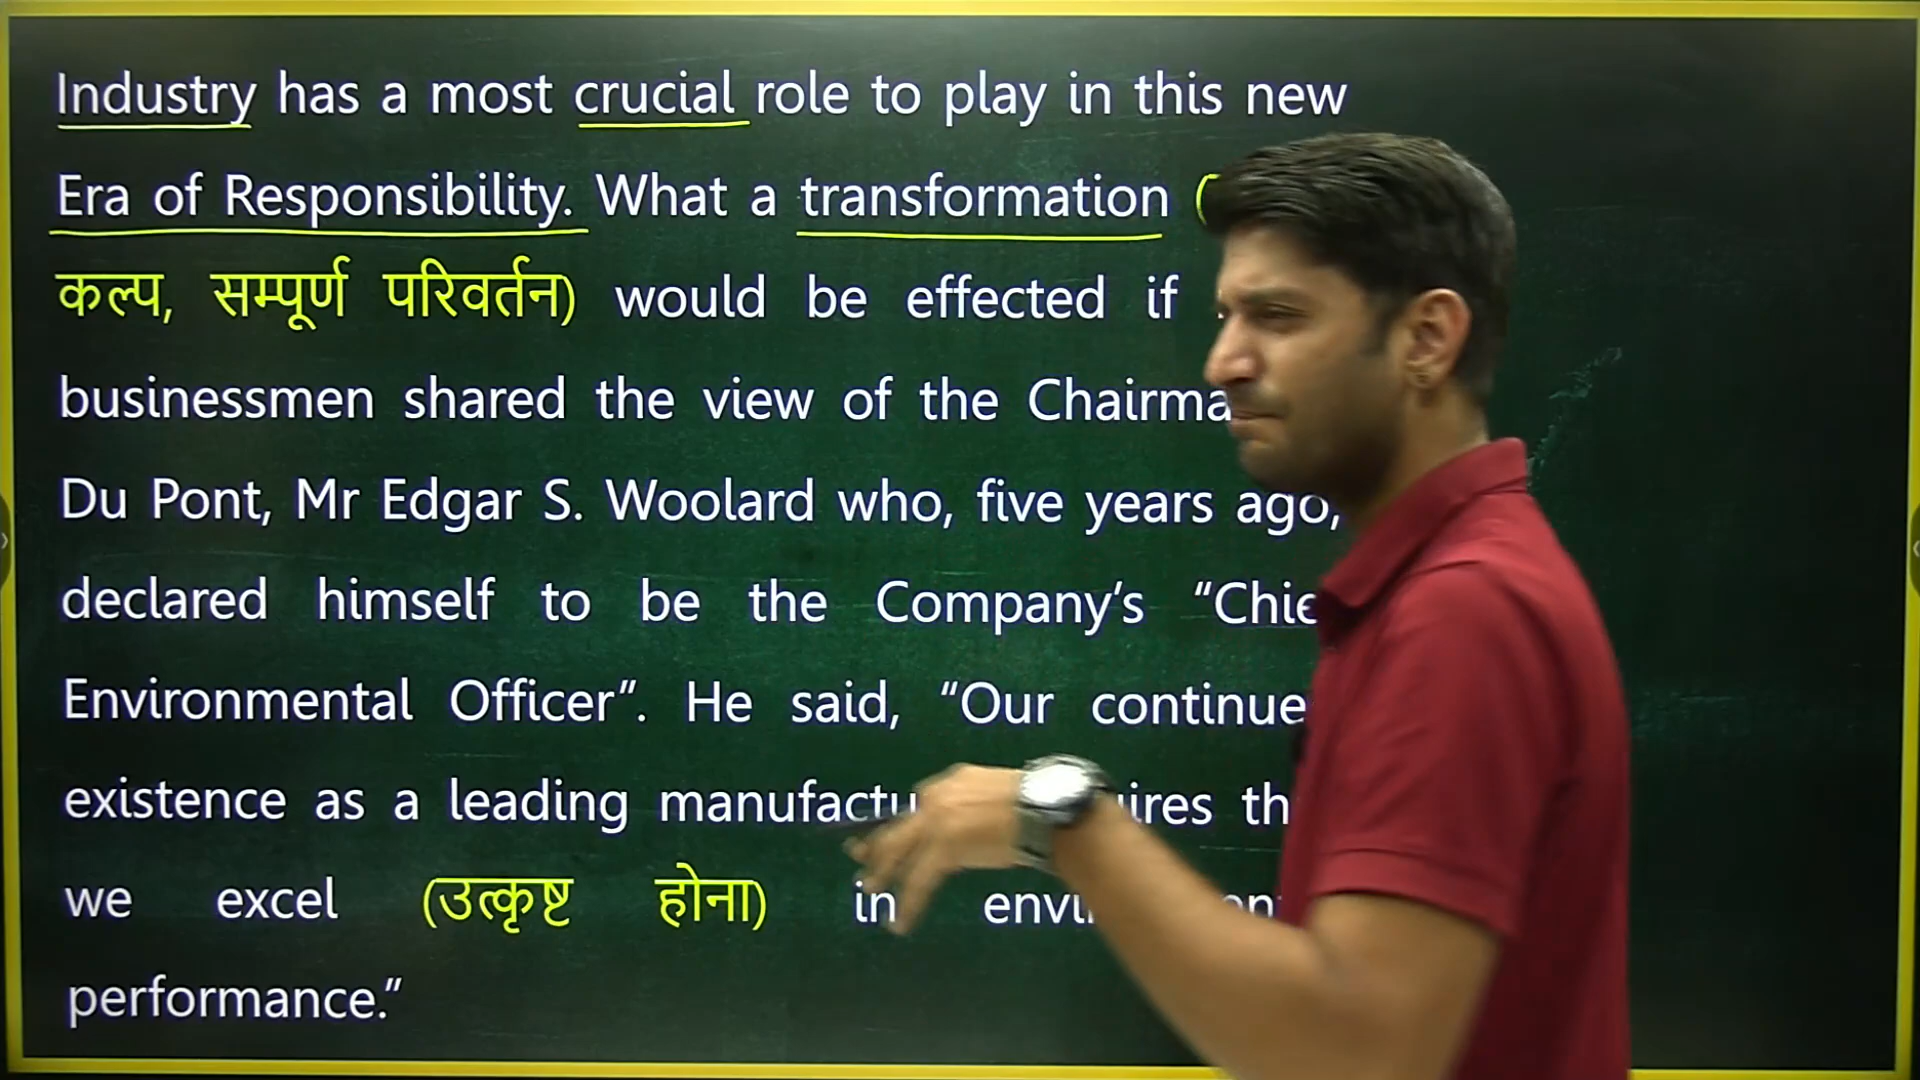 Industry has a most crucial role to play in this new
Era of Responsibility. What a transformation (
कल्प, सम्पूर्ण परिवर्तन) would be effected if
businessmen shared the view of the
Du Pont, Mr Edgar S. Woolard who, five years ago,
declared himself to be the Company's
Environmental Officer”. He said, “Our
existence as a leading
we excel (उत्कृष्ट होना) in
performance.”